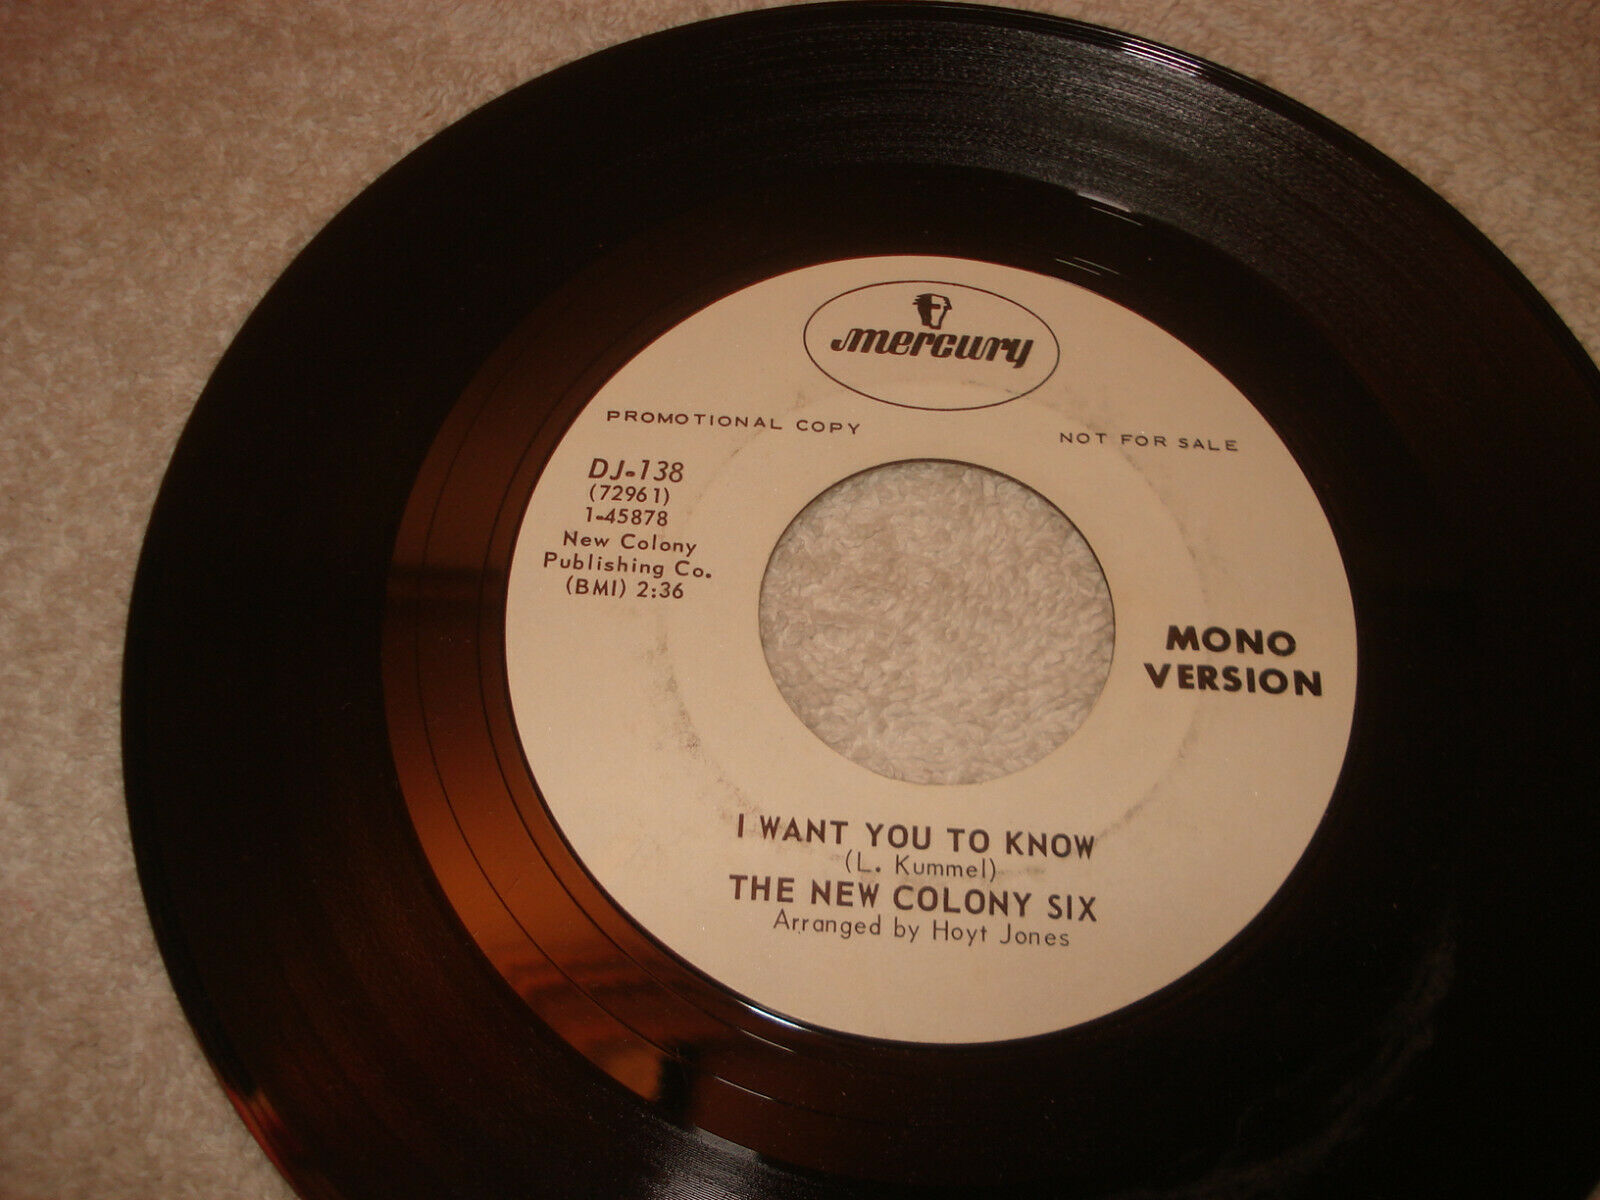 mercury
PROMOTIONAL COPY
NOT FOR SALE
DJ-138
(72961)
1-45878
New Colony
Publishing Co.
(BMI) 2:36
MONO
VERSION
I WANT YOU TO KNOW
(L. Kummel)
THE NEW COLONY SIX
Arranged by Hoyt Jones